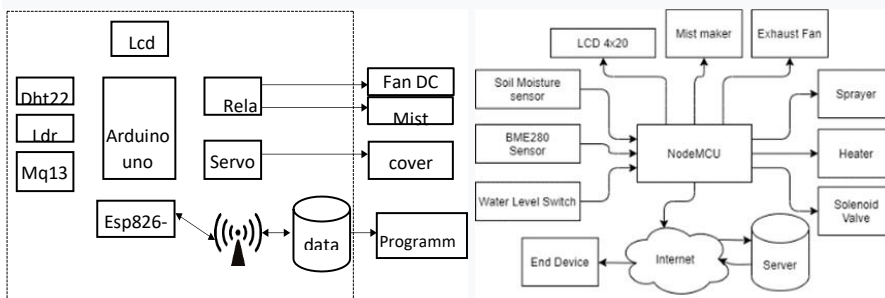 Lcd
Dht22
Ldr
Mq13
Arduino
uno
Rela
Servo
Fan DC
Mist
cover
Esp826-
data
Programm
LCD 4x20
Mist maker
Exhaust Fan
Soil Moisture
sensor
BME280
Sensor
Water Level Switch
NodeMCU
Sprayer
Heater
Solenoid
Valve
End Device
Internet
Server